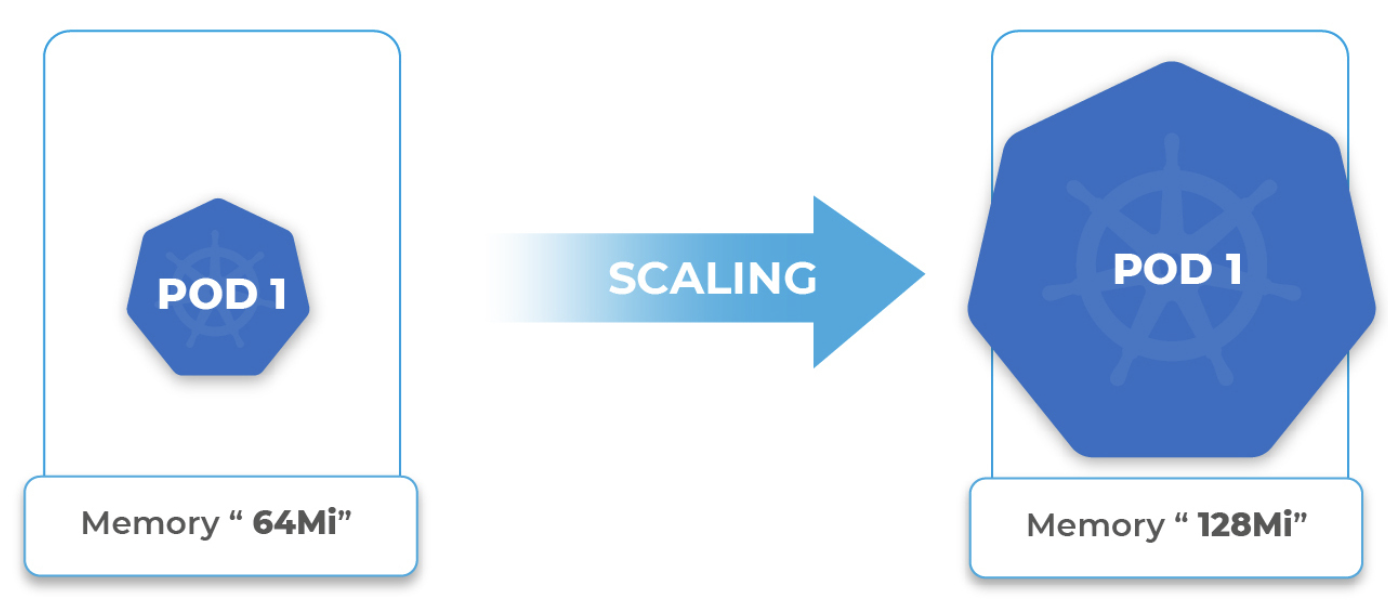 POD 1
Memory “ 64Mi”
SCALING
POD 1
Memory “ 128Mi”